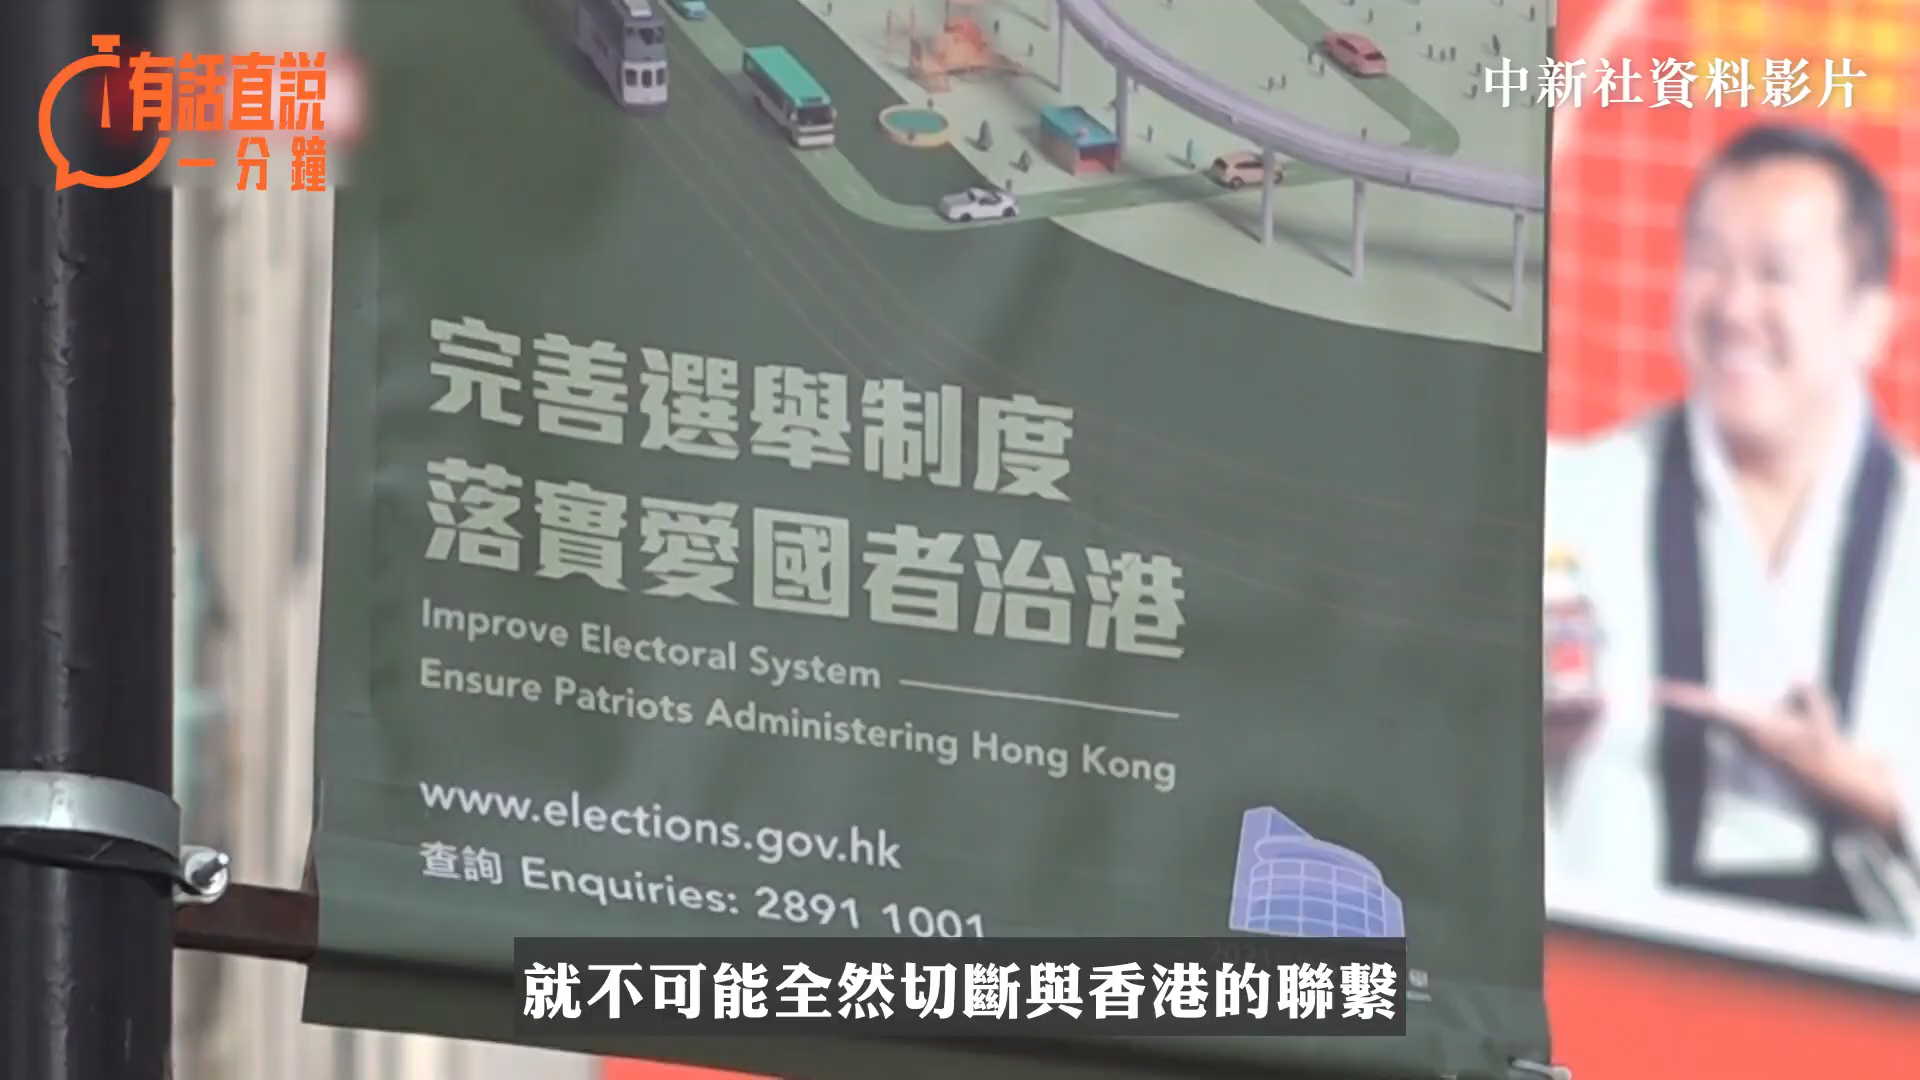 有話直説
一分鐘
中新社資料影片
完善選舉制度
落實愛國者治港
Improve Electoral System
Ensure Patriots Administering Hong Kong
www.elections.gov.hk
查詢 Enquiries: 2891 1001
就不可能全然切斷與香港的聯繫